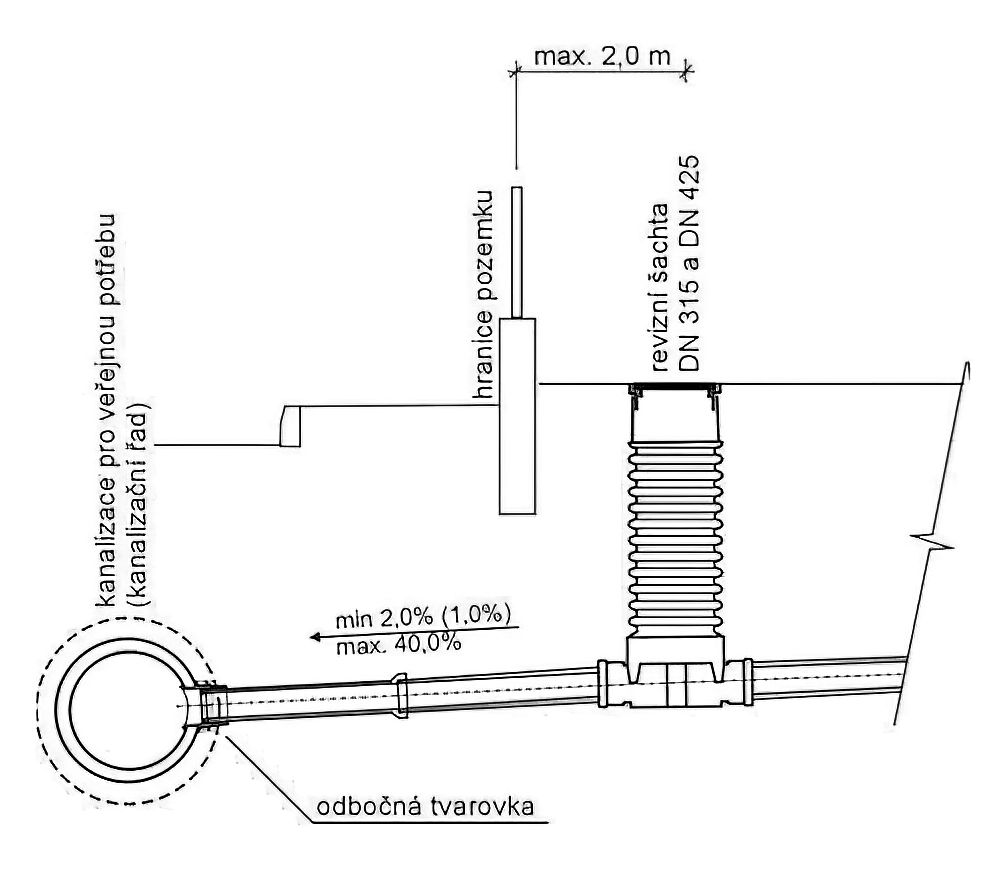 max. 2,0 m
kanalizace pro veřejnou potřebu
(kanalizační řad)
hranice pozemku
revizní šachta
DN 315 a DN 425
min 2,0% (1,0%)
max. 40,0%
odbočná tvarovka